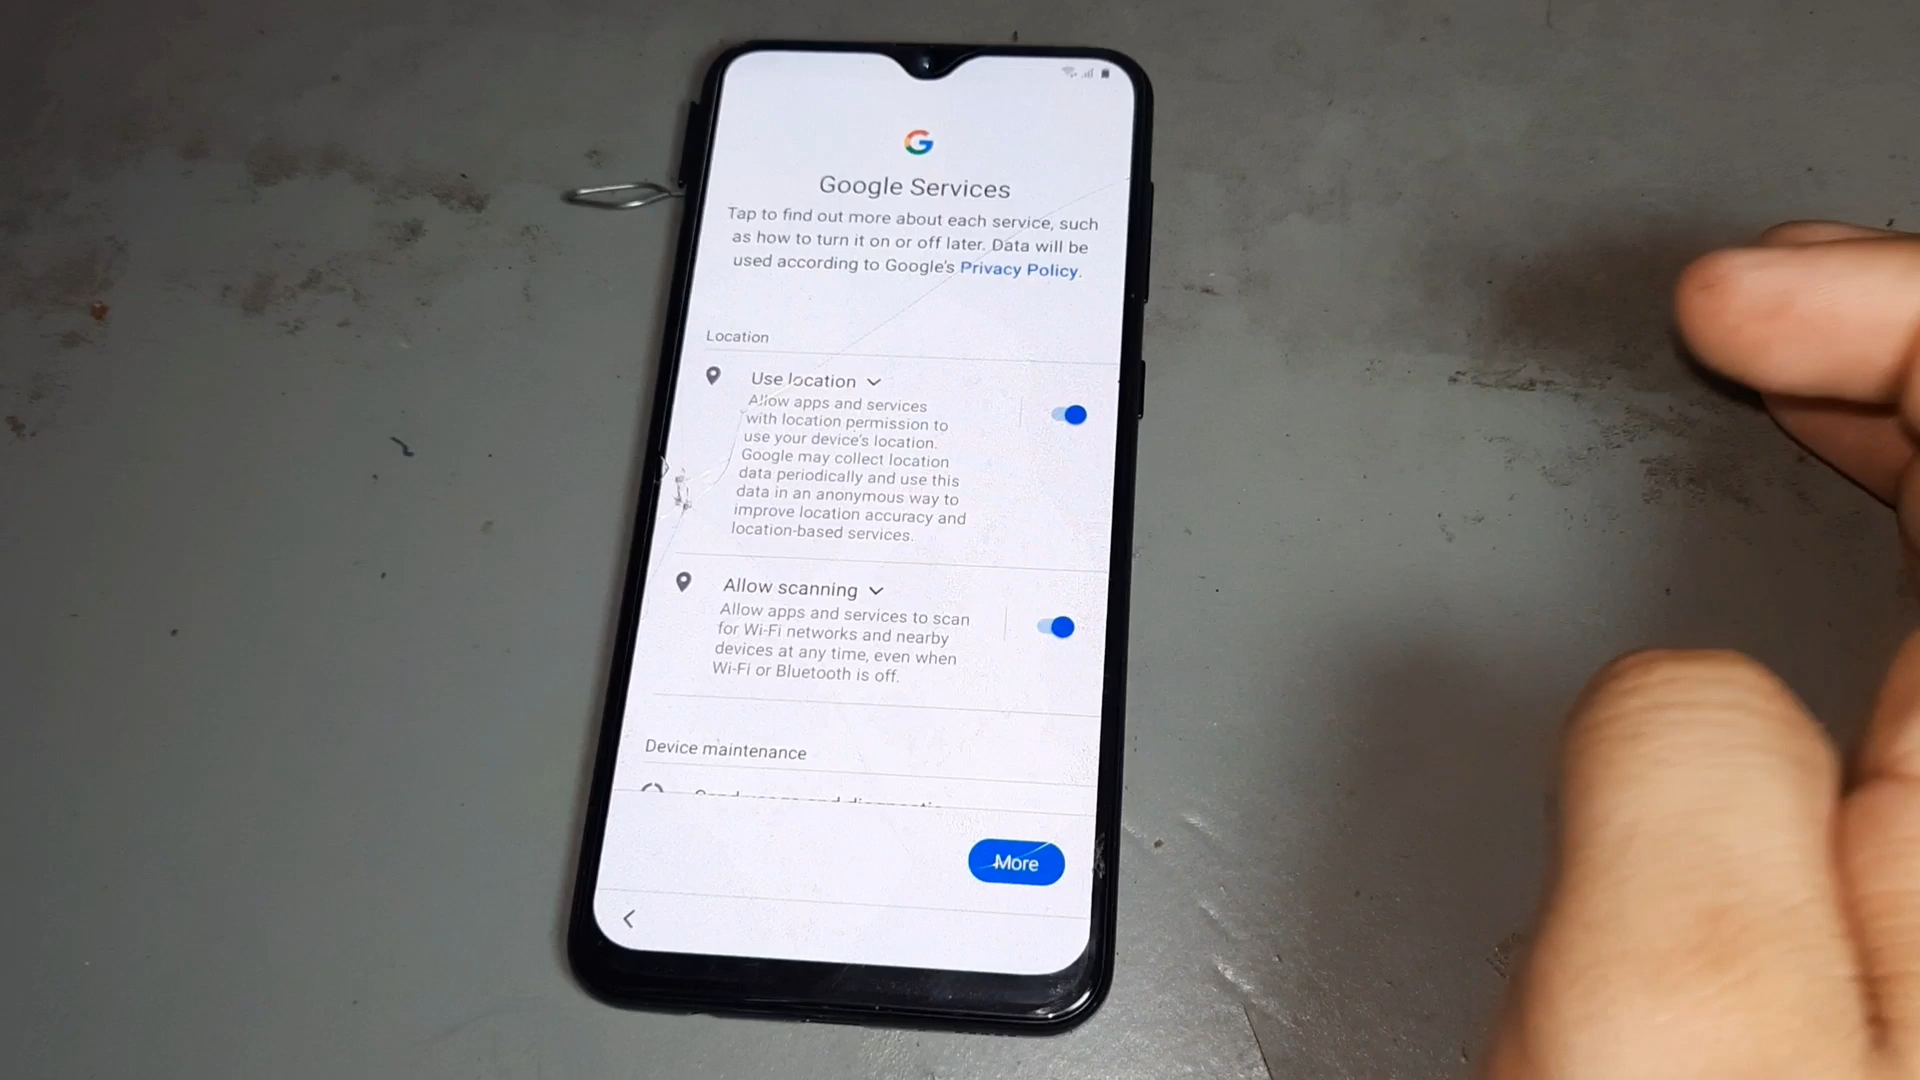 Google Services
Tap to find out more about each service, such
as how to turn it on or off later. Data will be
used according to Google's Privacy Policy.
Location
Use location
Allow apps and services
with location permission to
use your device's location.
Google may collect location
data periodically and use this
data in an anonymous way to
improve location accuracy and
location-based services.
Allow scanning
Allow apps and services to scan
for Wi-Fi networks and nearby
devices at any time, even when
Wi-Fi or Bluetooth is off.
Device maintenance
More